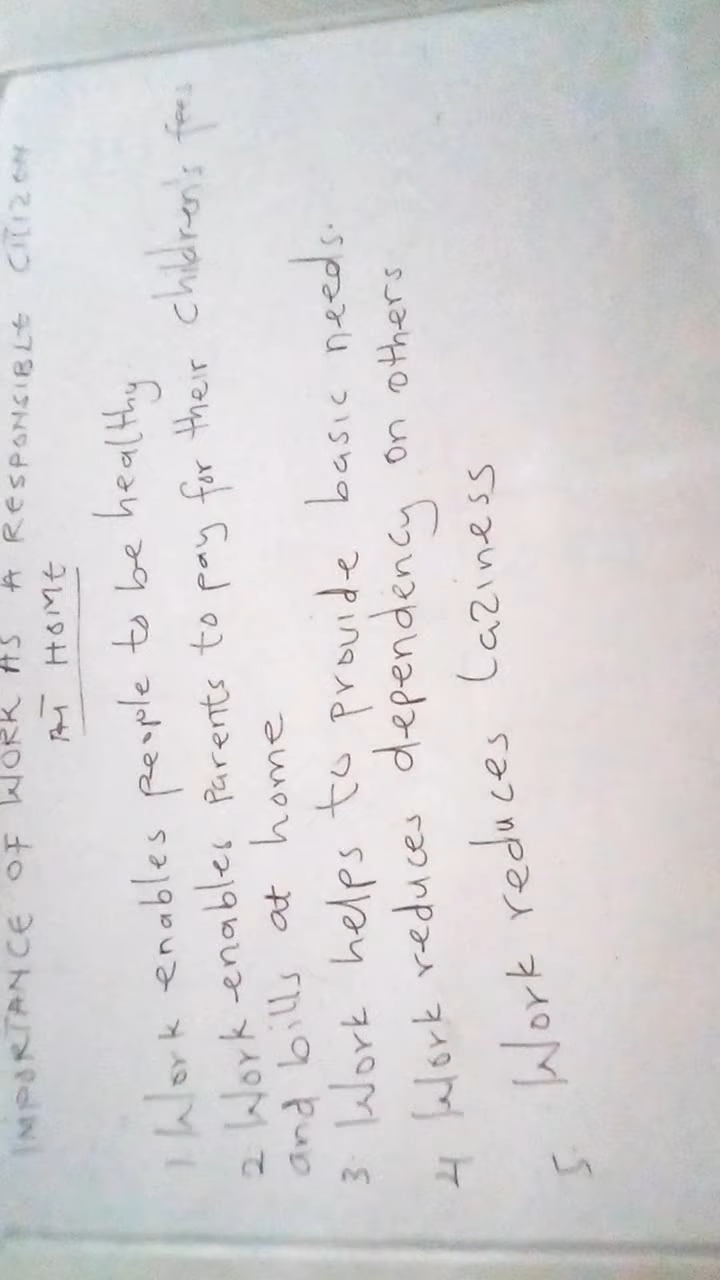 IMPORTANCE OF WORK AS A RESPONSIBLE CITIZEN
AT HOME
1 Work enables people to be healthy
2 Work enables parents to pay for their children's fees
and bills at home
3. Work helps to provide basic needs.
4 Work reduces dependency on others
5. Work reduces laziness